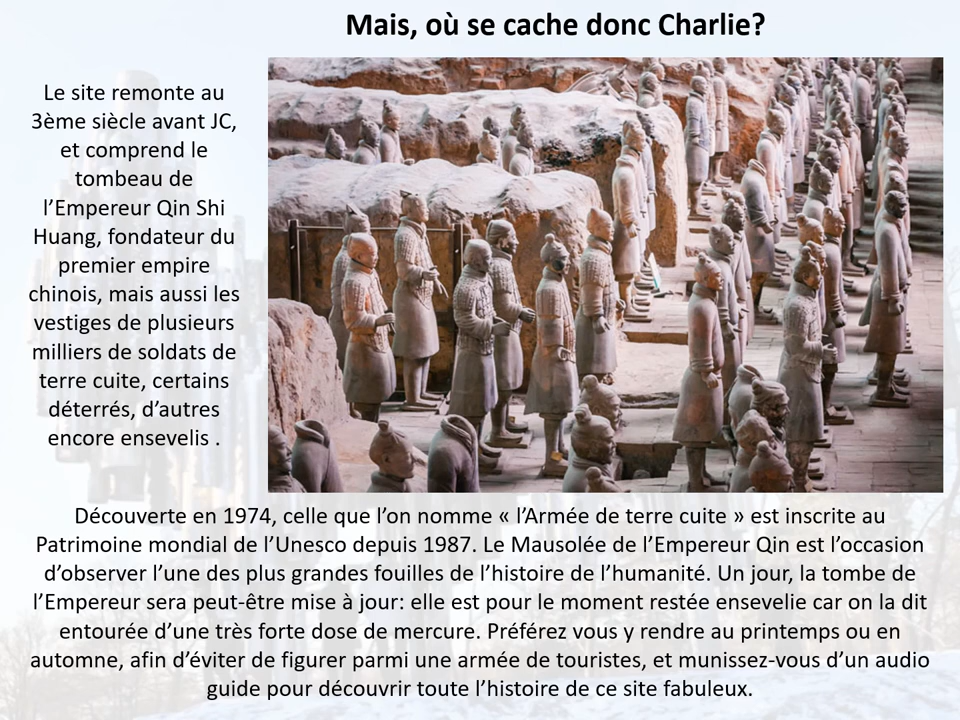 Mais, où se cache donc Charlie?
Le site remonte au
3ème siècle avant JC,
et comprend le
tombeau de
l’Empereur Qin Shi
Huang, fondateur du
premier empire
chinois, mais aussi les
vestiges de plusieurs
milliers de soldats de
terre cuite, certains
déterrés, d’autres
encore ensevelis .
Découverte en 1974, celle que l’on nomme « l’Armée de terre cuite » est inscrite au
Patrimoine mondial de l’Unesco depuis 1987. Le Mausolée de l’Empereur Qin est l’occasion
d’observer l’une des plus grandes fouilles de l’histoire de l’humanité. Un jour, la tombe de
l’Empereur sera peut-être mise à jour: elle est pour le moment restée ensevelie car on la dit
entourée d’une très forte dose de mercure. Préférez vous y rendre au printemps ou en
automne, afin d’éviter de figurer parmi une armée de touristes, et munissez-vous d’un audio
guide pour découvrir toute l’histoire de ce site fabuleux.